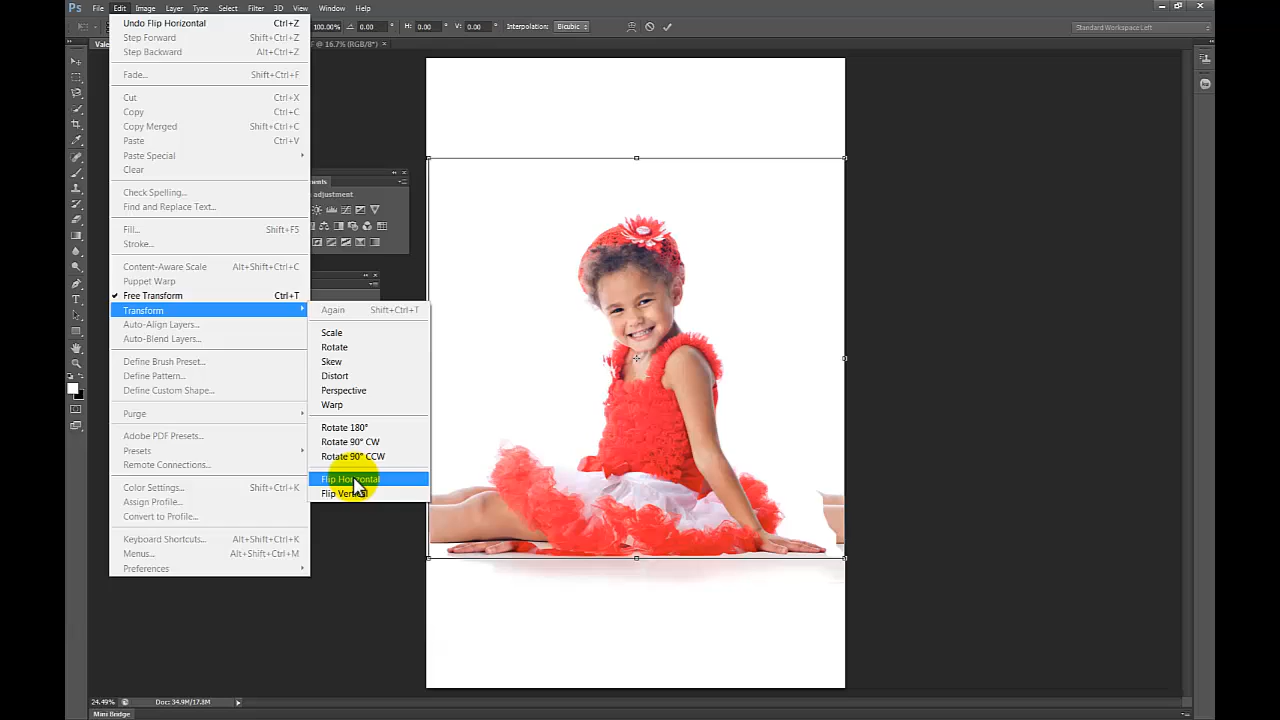 Ps File Edit Image Layer Type Select Filter 3D View Window Help
100.00% 0.00 ° H: 0.00 ° V: 0.00 ° Interpolation: Bicubic Standard Workspace Left
Vale @ 16.7% (RGB/8*) ×
Undo Flip Horizontal Ctrl+Z
Step Forward Shift+Ctrl+Z
Step Backward Alt+Ctrl+Z
Fade... Shift+Ctrl+F
Cut Ctrl+X
Copy Ctrl+C
Copy Merged Shift+Ctrl+C
Paste Ctrl+V
Paste Special
Clear
Check Spelling...
Find and Replace Text...
Fill... Shift+F5
Stroke...
Content-Aware Scale Alt+Shift+Ctrl+C
Puppet Warp
Free Transform Ctrl+T
Transform
Auto-Align Layers...
Auto-Blend Layers...
Define Brush Preset...
Define Pattern...
Define Custom Shape...
Purge
Adobe PDF Presets...
Presets
Remote Connections...
Color Settings... Shift+Ctrl+K
Assign Profile...
Convert to Profile...
Keyboard Shortcuts... Alt+Shift+Ctrl+K
Menus... Alt+Shift+Ctrl+M
Preferences
ments
adjustment
Again Shift+Ctrl+T
Scale
Rotate
Skew
Distort
Perspective
Warp
Rotate 180°
Rotate 90° CW
Rotate 90° CCW
Flip Horizontal
Flip Vertical
24.49% Doc: 34.9M/17.8M
Mini Bridge